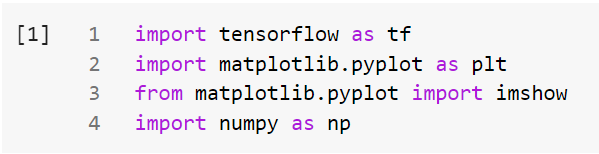 [1] 1 import tensorflow as tf
2 import matplotlib.pyplot as plt
3 from matplotlib.pyplot import imshow
4 import numpy as np